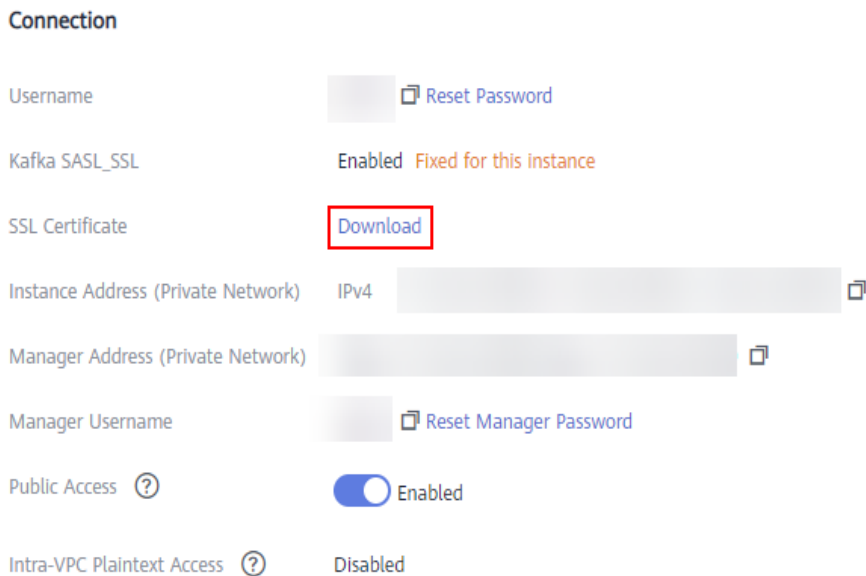 Connection
Username Reset Password
Kafka SASL_SSL Enabled Fixed for this instance
SSL Certificate Download
Instance Address (Private Network) IPv4
Manager Address (Private Network)
Manager Username Reset Manager Password
Public Access ? Enabled
Intra-VPC Plaintext Access ? Disabled